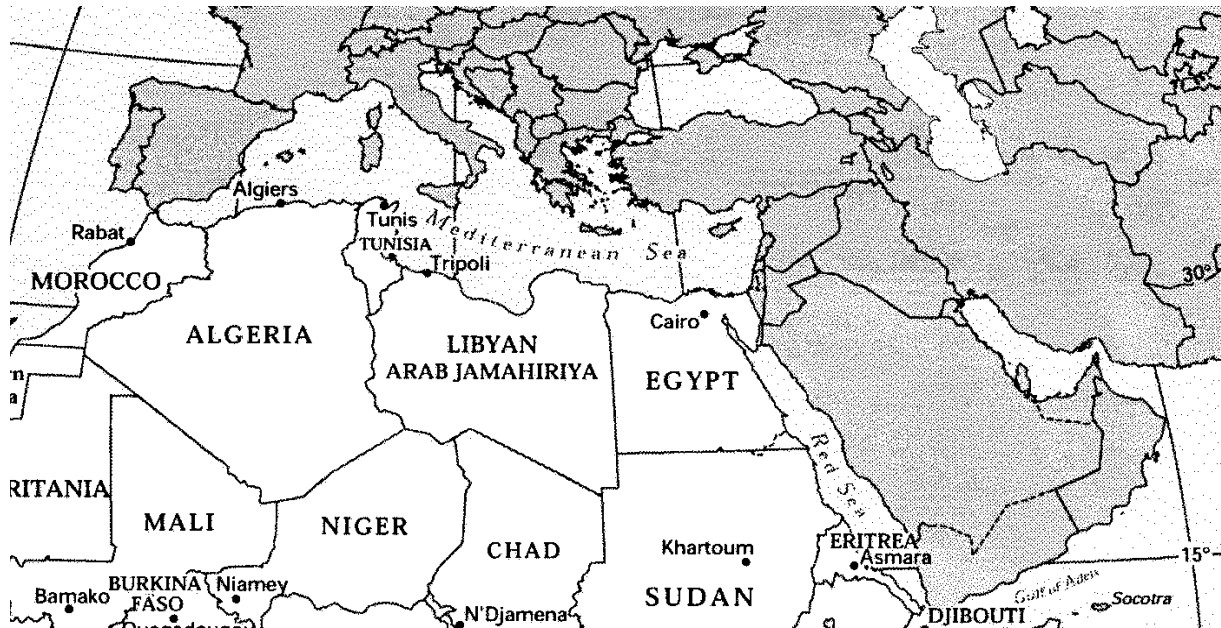 Algiers
Tunis
Mediterranean Sea
TUNISIA
Rabat
Tripoli
MOROCCO
30°
Cairo
ALGERIA
LIBYAN
ARAB JAMAHIRIYA
EGYPT
Red Sea
RITANIA
MALI
NIGER
CHAD
Khartoum
ERITREA
Asmara
15°
BURKINA
FASO
Niamey
Bamako
SUDAN
Gulf of Aden
Socotra
N'Djamena
DJIBOUTI